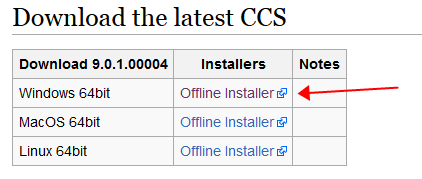 Download the latest CCS
Download 9.0.1.00004 Installers Notes
Windows 64bit Offline Installer
MacOS 64bit Offline Installer
Linux 64bit Offline Installer